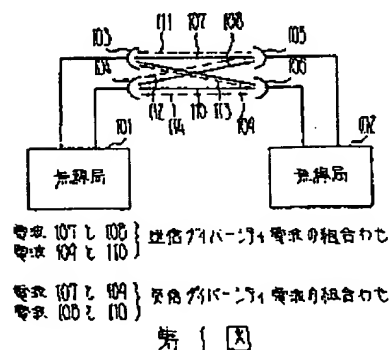 103 111 107 108 105
104 106
112 114 113 110 109
101 102
無線局 無線局
電波 107 と 108
電波 109 と 110
送信ダイバーシティ電波の組合わせ
電波 107 と 109
電波 108 と 110
受信ダイバーシティ電波の組合わせ
第 1 図